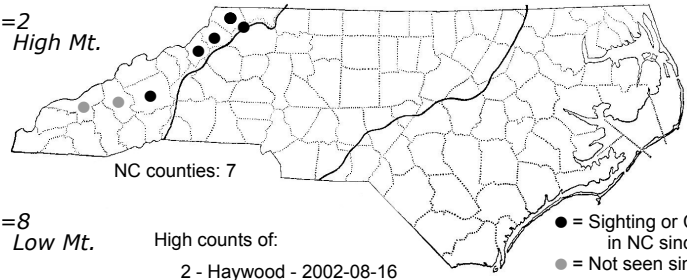 =2
High Mt.
NC counties: 7
=8
Low Mt.
High counts of:
2 - Haywood - 2002-08-16
● = Sighting or
in NC sinc
● = Not seen sin